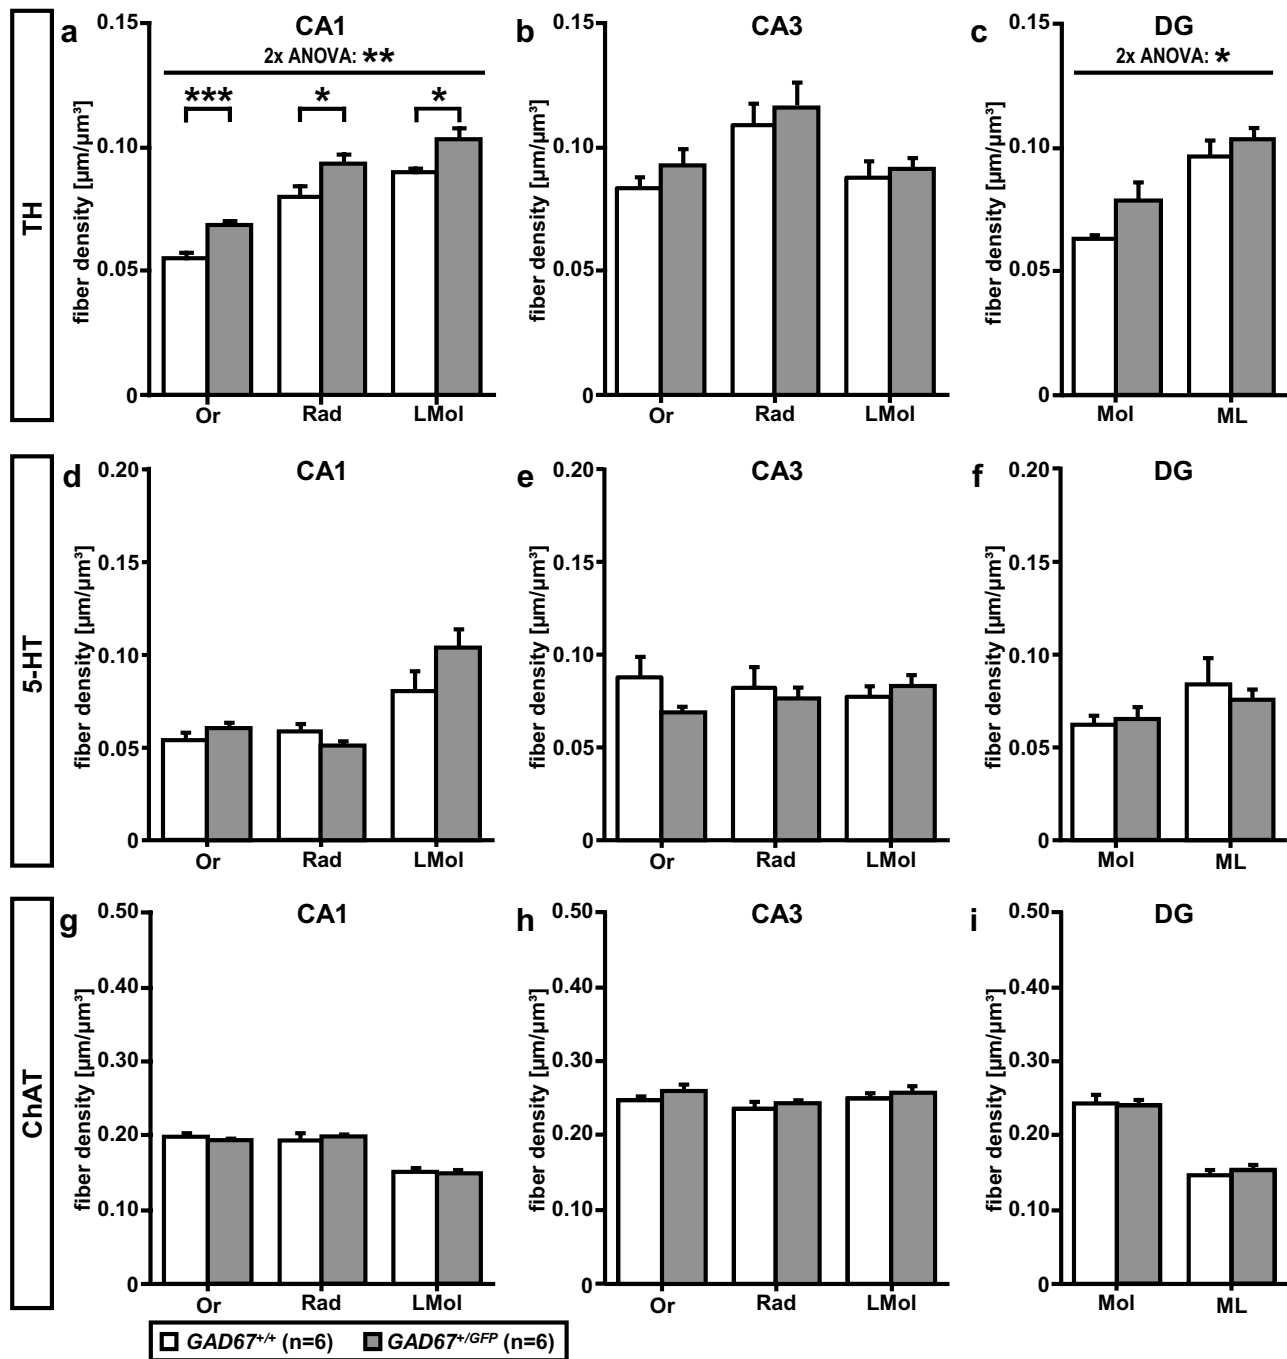 TH
a
CA1
2x ANOVA: **
*** * *
fiber density [µm/µm³]
0.15
0.10
0.05
0
Or Rad LMol
b
CA3
fiber density [µm/µm³]
0.15
0.10
0.05
0
Or Rad LMol
c
DG
2x ANOVA: *
fiber density [µm/µm³]
0.15
0.10
0.05
0
Mol ML
5-HT
d
CA1
fiber density [µm/µm³]
0.20
0.15
0.10
0.05
0
Or Rad LMol
e
CA3
fiber density [µm/µm³]
0.20
0.15
0.10
0.05
0
Or Rad LMol
f
DG
fiber density [µm/µm³]
0.20
0.15
0.10
0.05
0
Mol ML
ChAT
g
CA1
fiber density [µm/µm³]
0.50
0.40
0.30
0.20
0.10
0
Or Rad LMol
h
CA3
fiber density [µm/µm³]
0.50
0.40
0.30
0.20
0.10
0
Or Rad LMol
i
DG
fiber density [µm/µm³]
0.50
0.40
0.30
0.20
0.10
0
Mol ML
GAD67+/+ (n=6) GAD67+/GFP (n=6)